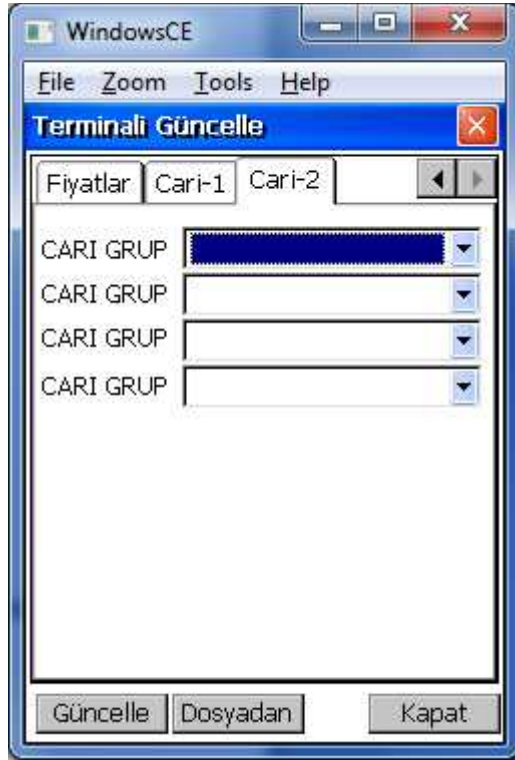 WindowsCE
File Zoom Tools Help
Terminali Güncelle
Fiyatlar Cari-1 Cari-2
CARI GRUP
CARI GRUP
CARI GRUP
CARI GRUP
Güncelle Dosyadan Kapat